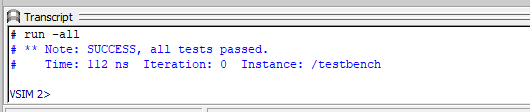 Transcript
# run -all
# ** Note: SUCCESS, all tests passed.
#    Time: 112 ns  Iteration: 0  Instance: /testbench
VSIM 2>